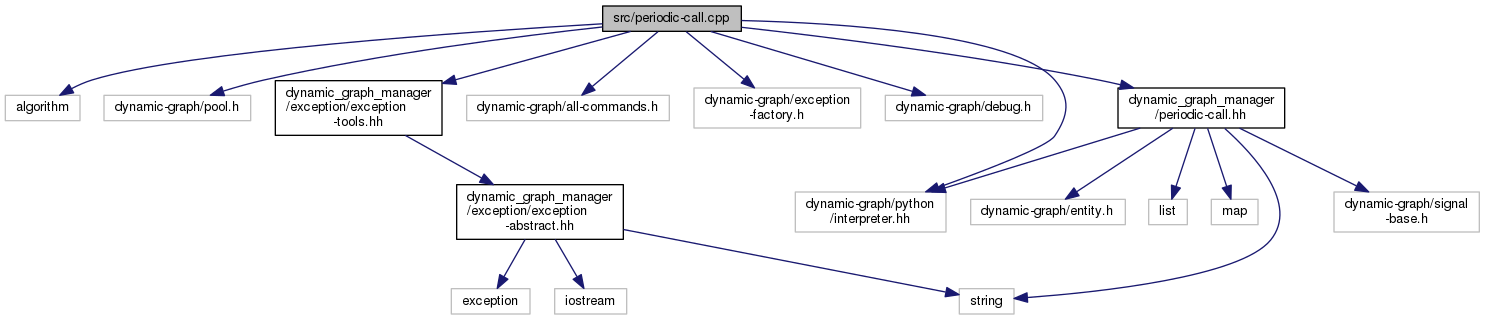 src/periodic-call.cpp
algorithm
dynamic-graph/pool.h
dynamic_graph_manager
/exception/exception
-tools.hh
dynamic-graph/all-commands.h
dynamic-graph/exception
-factory.h
dynamic-graph/debug.h
dynamic_graph_manager
/periodic-call.hh
dynamic_graph_manager
/exception/exception
-abstract.hh
dynamic-graph/python
/interpreter.hh
dynamic-graph/entity.h
list
map
dynamic-graph/signal
-base.h
exception
iostream
string